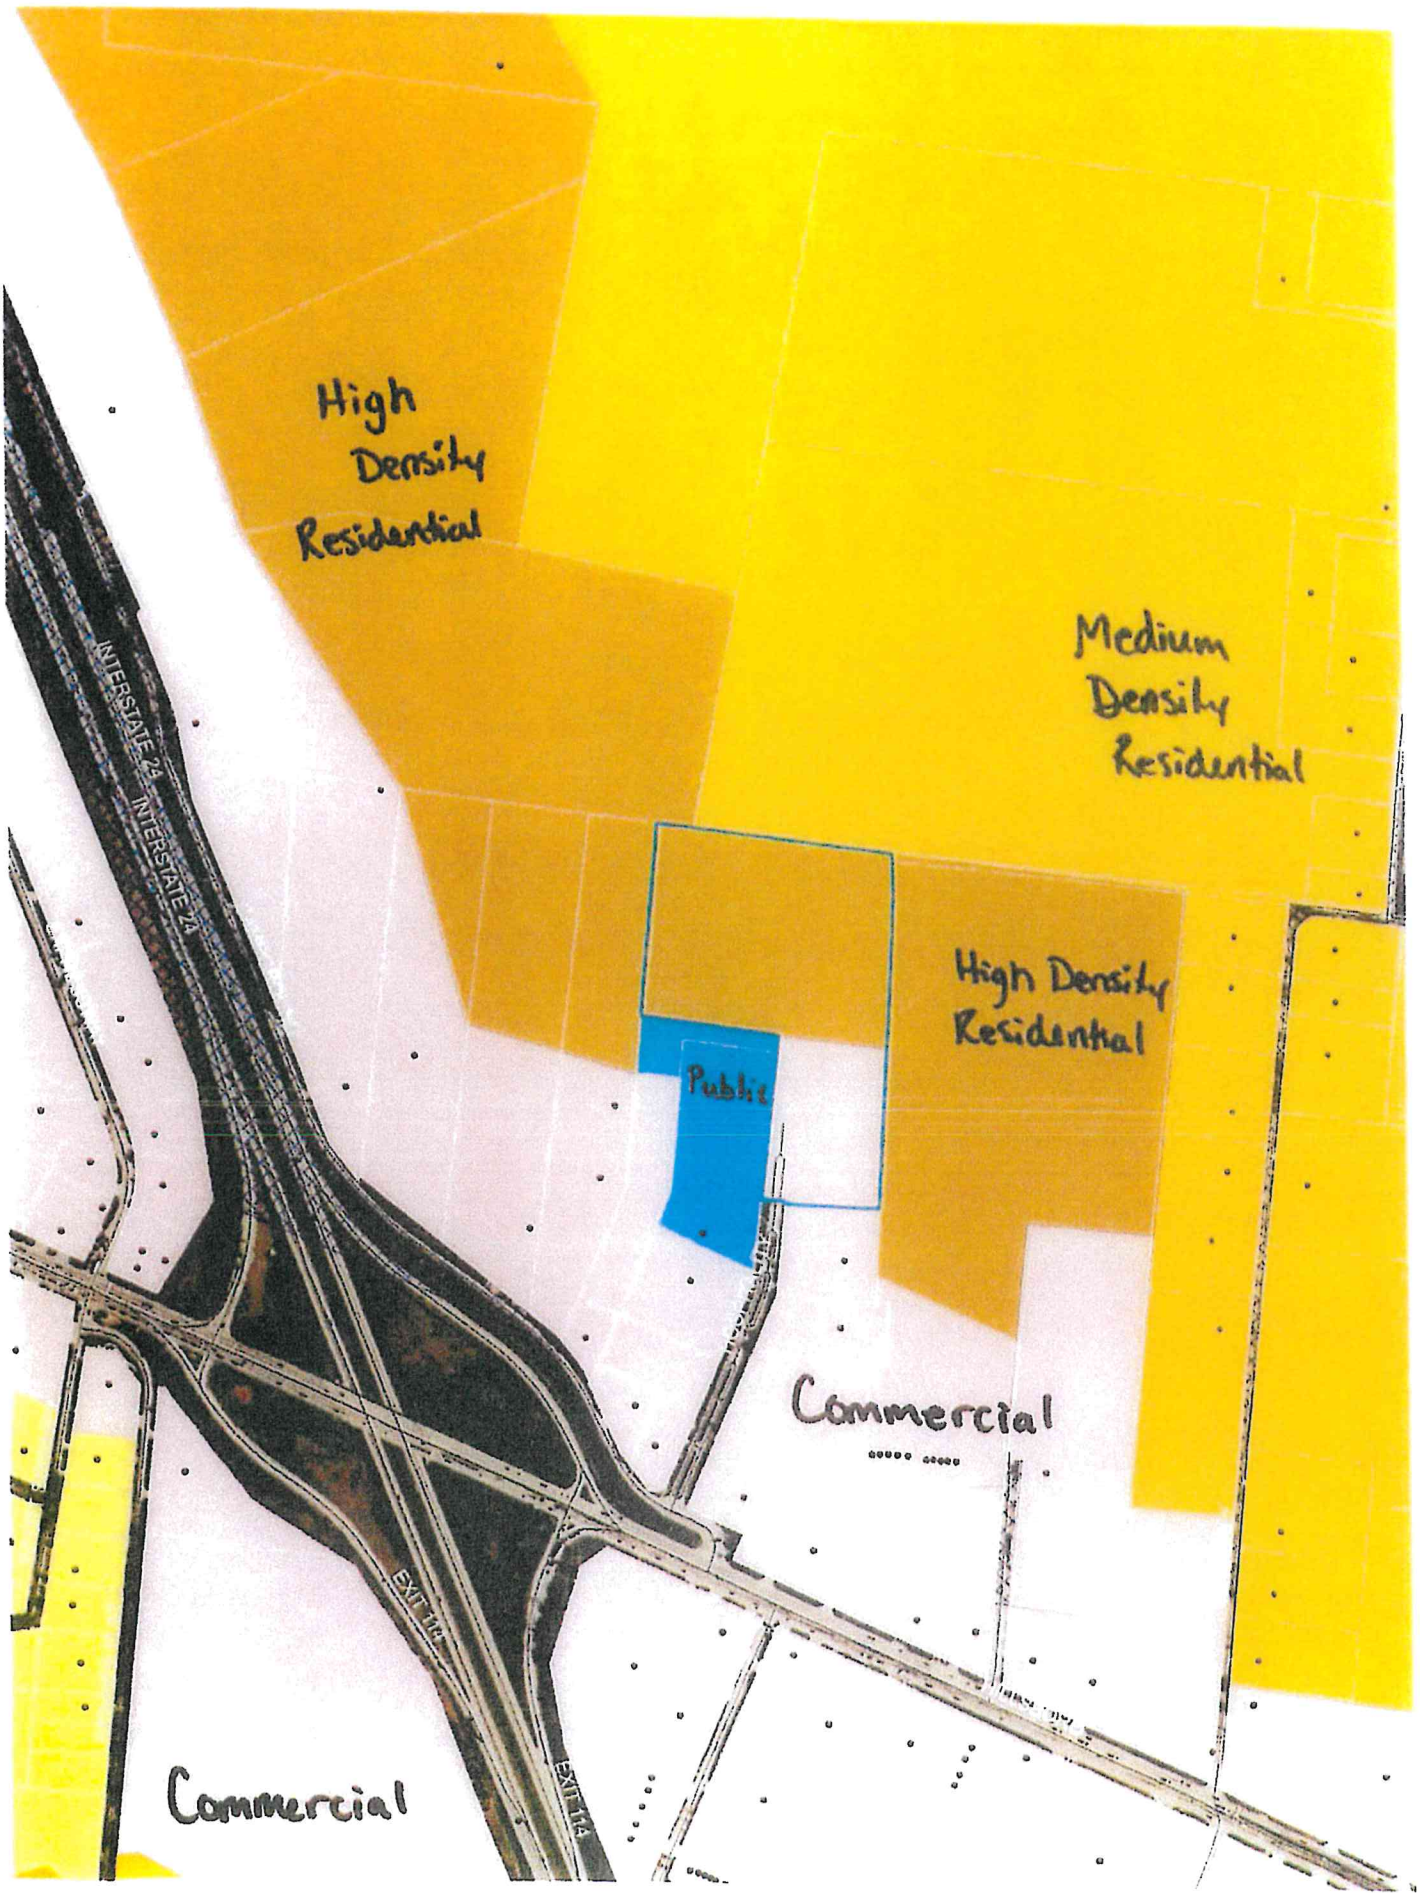 High
Density
Residential
Medium
Density
Residential
INTERSTATE 24
INTERSTATE 24
High Density
Residential
Public
Commercial
EXIT 114
EXIT 114
Commercial